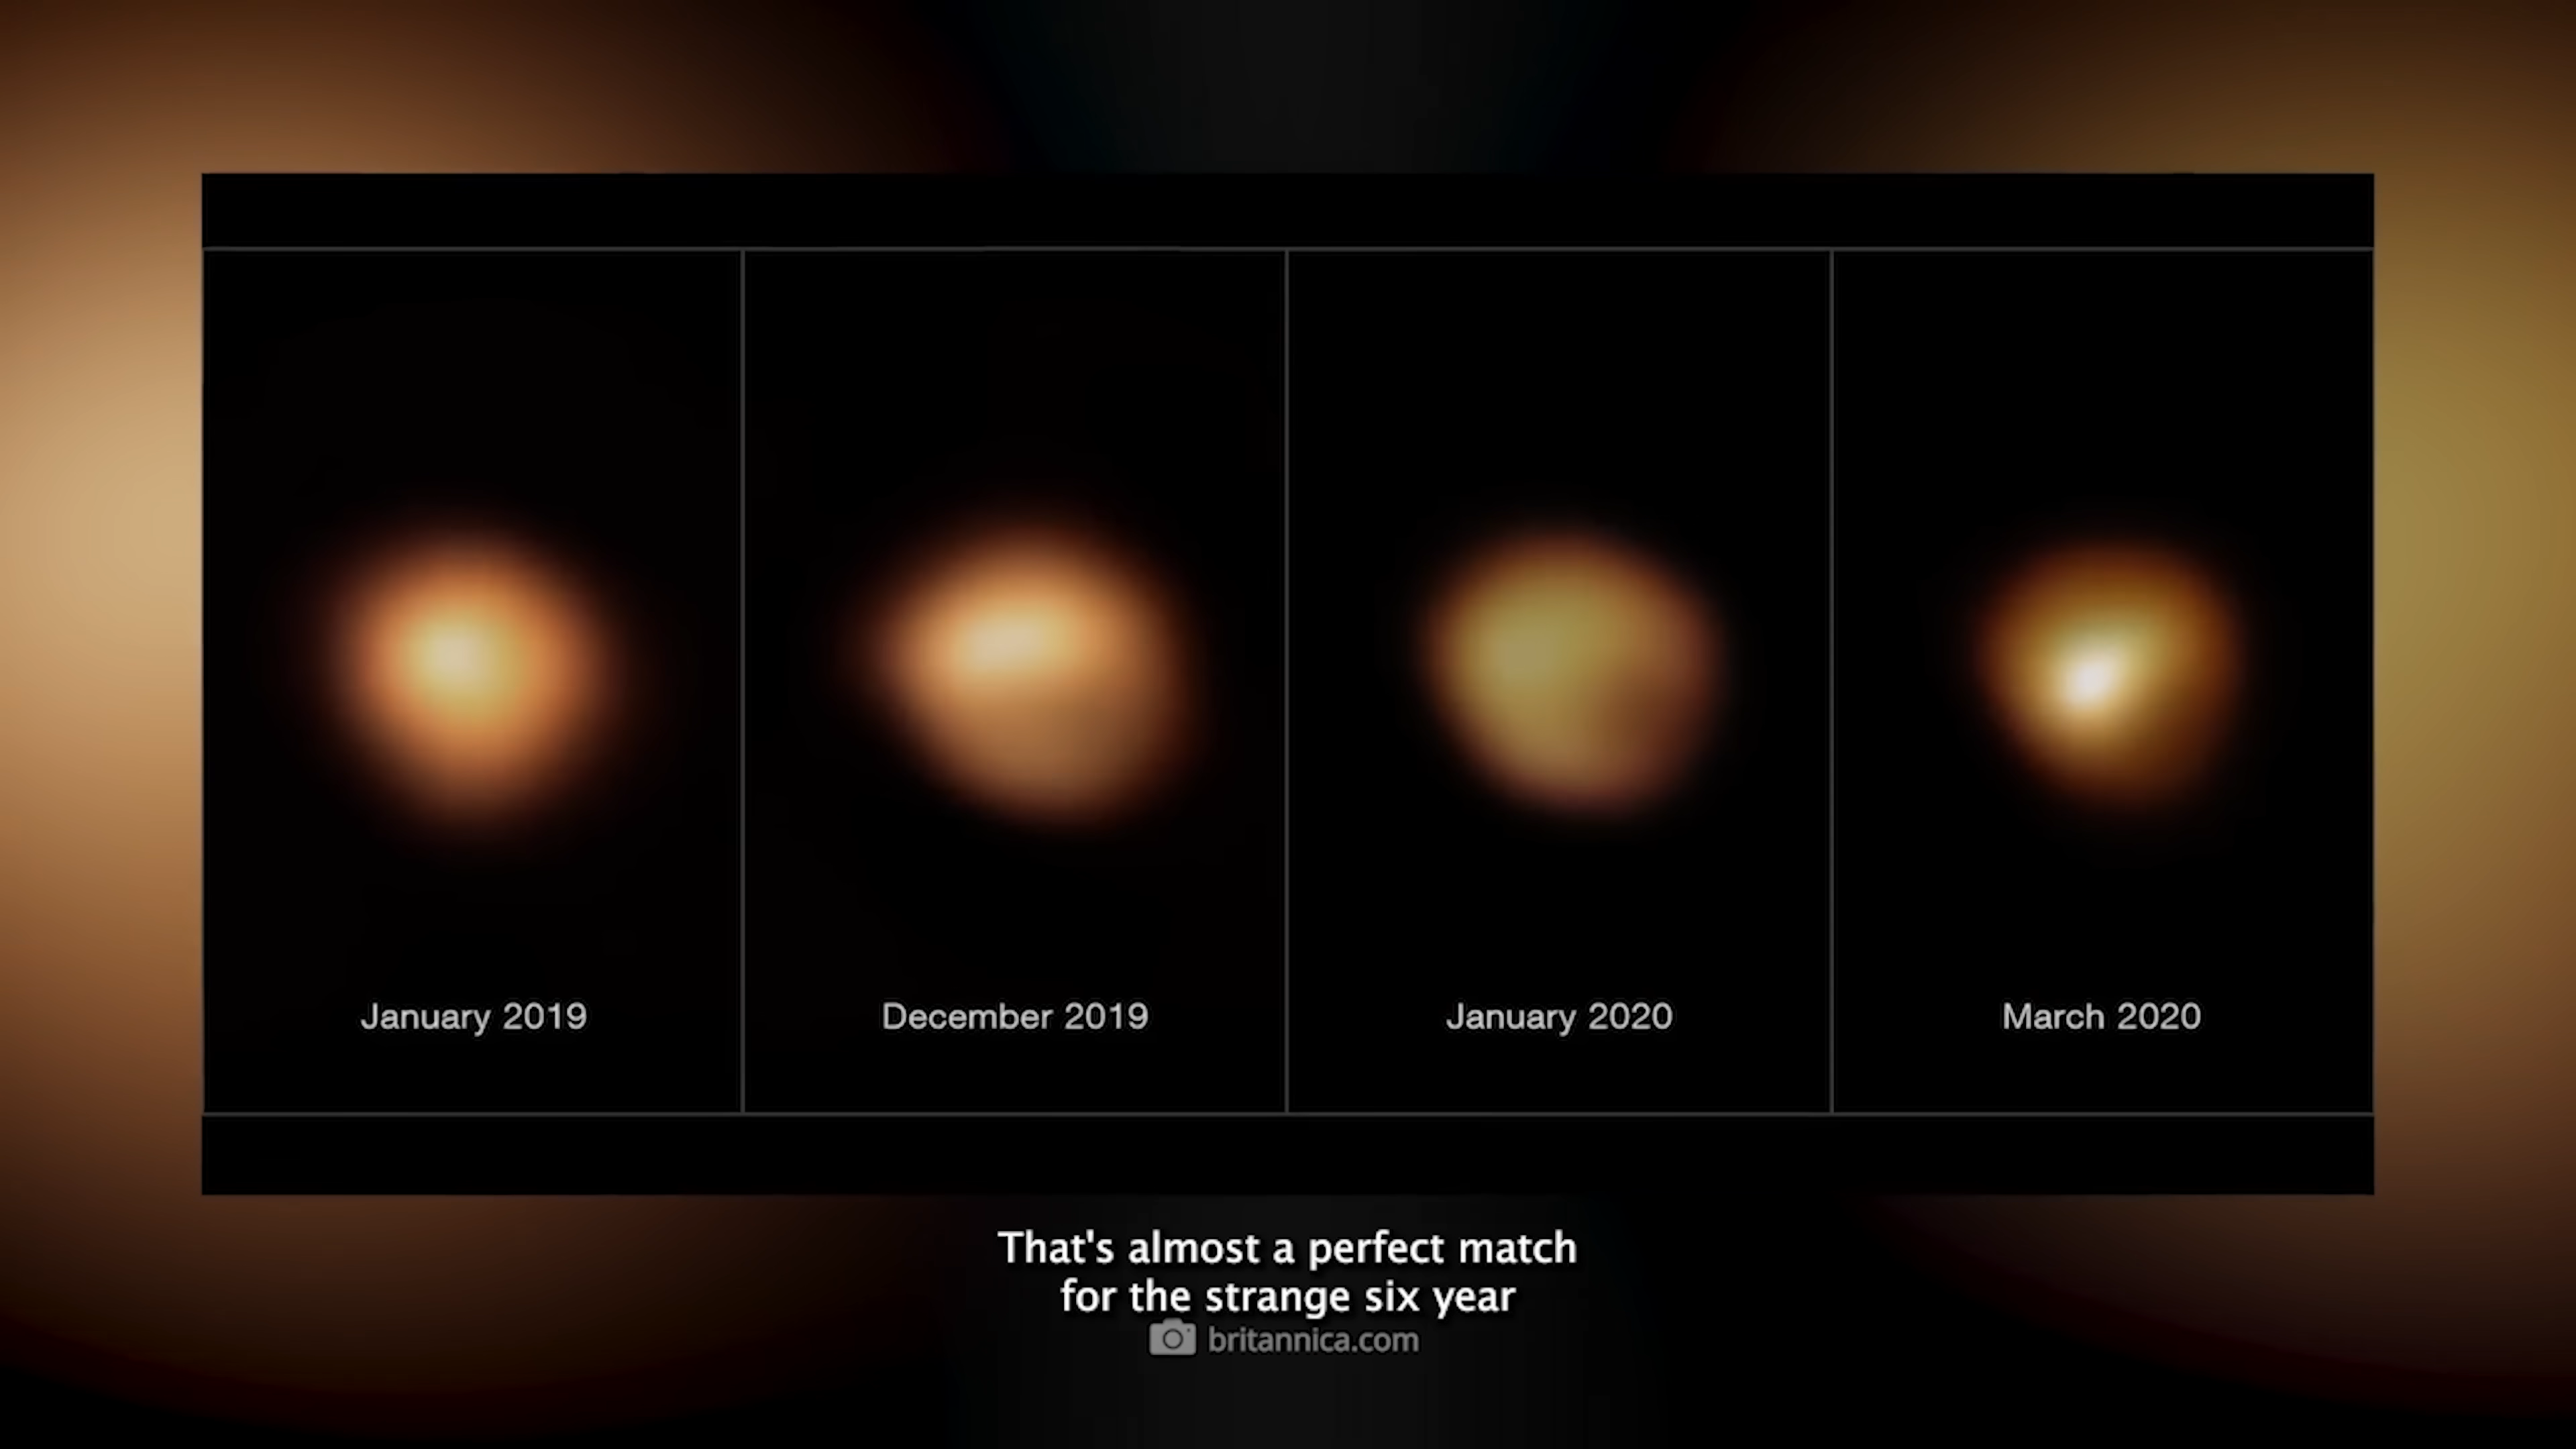 January 2019
December 2019
January 2020
March 2020
That's almost a perfect match
for the strange six year
britannica.com